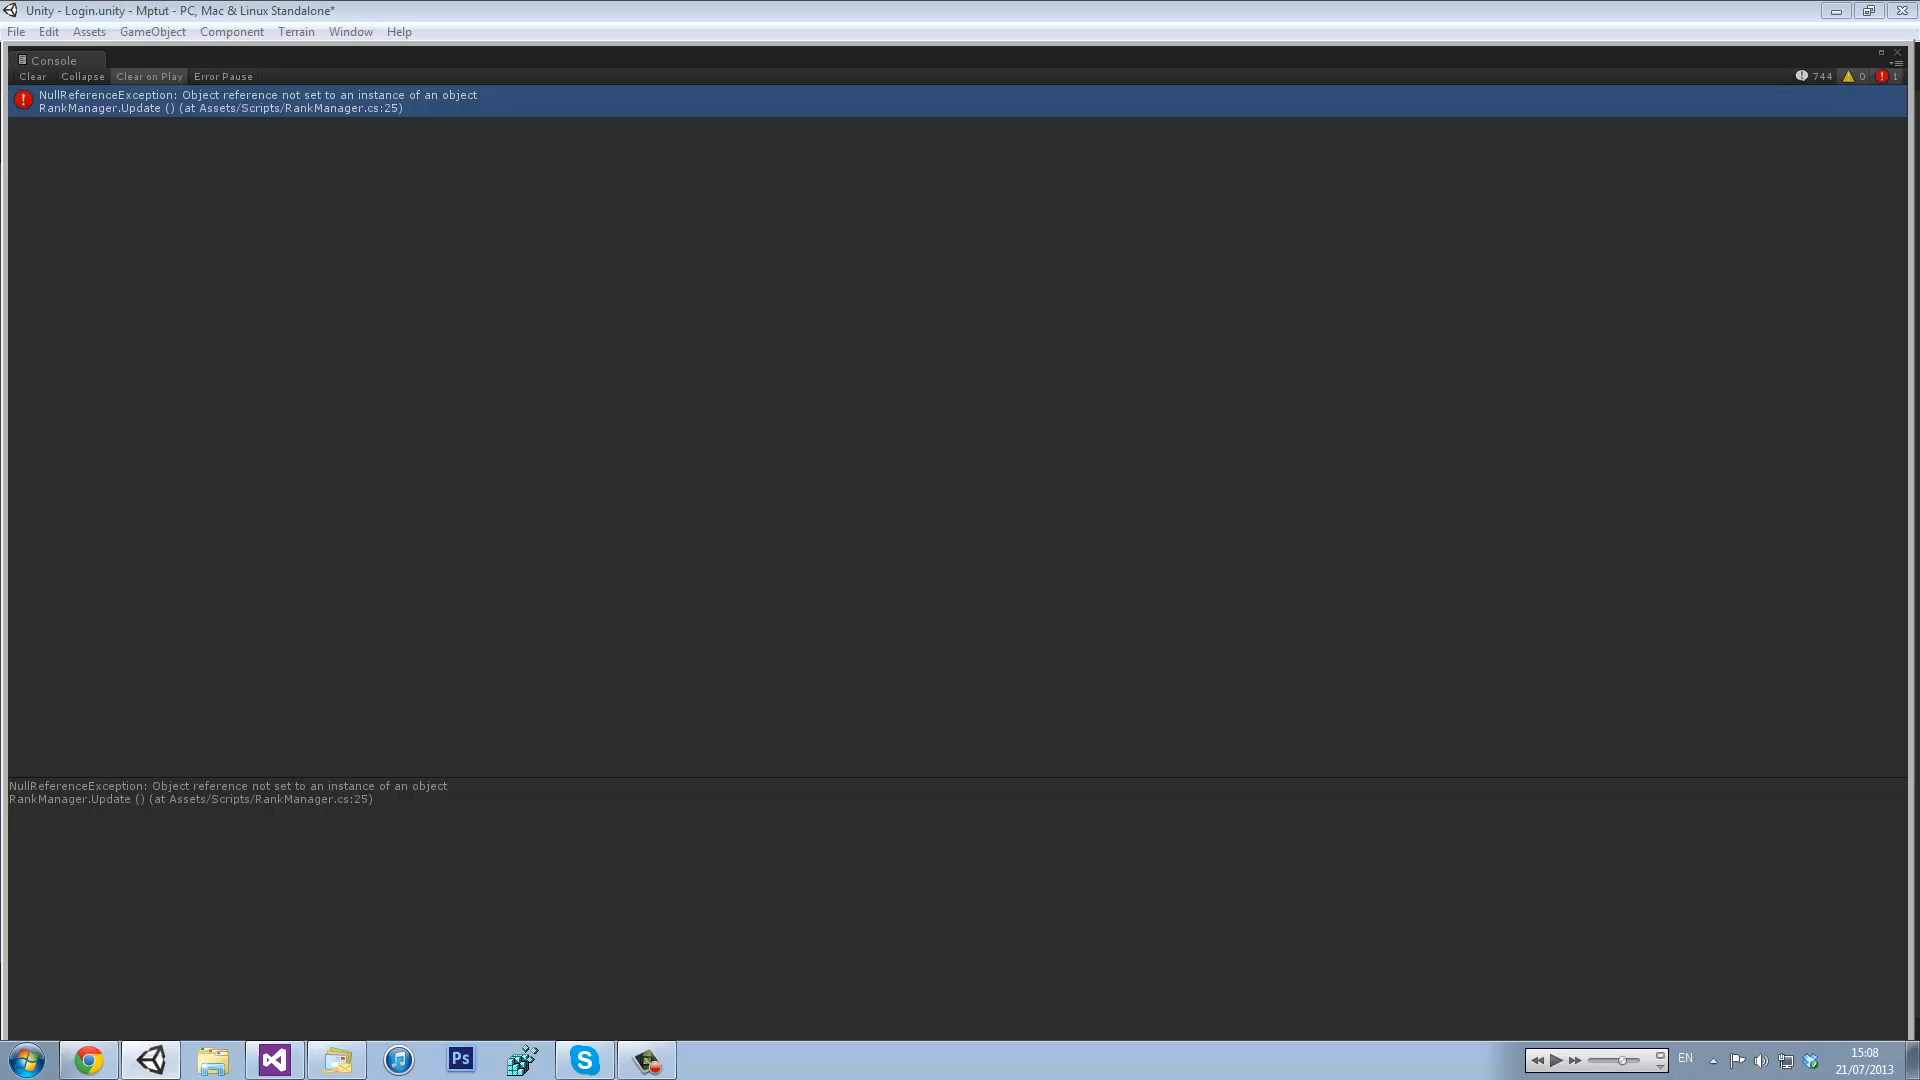 Unity - Login.unity - Mptut - PC, Mac & Linux Standalone*
File Edit Assets GameObject Component Terrain Window Help
Console
Clear Collapse Clear on Play Error Pause 744 0 1
NullReferenceException: Object reference not set to an instance of an object
RankManager.Update () (at Assets/Scripts/RankManager.cs:25)
NullReferenceException: Object reference not set to an instance of an object
RankManager.Update () (at Assets/Scripts/RankManager.cs:25)
Ps
EN
15:08
21/07/2013